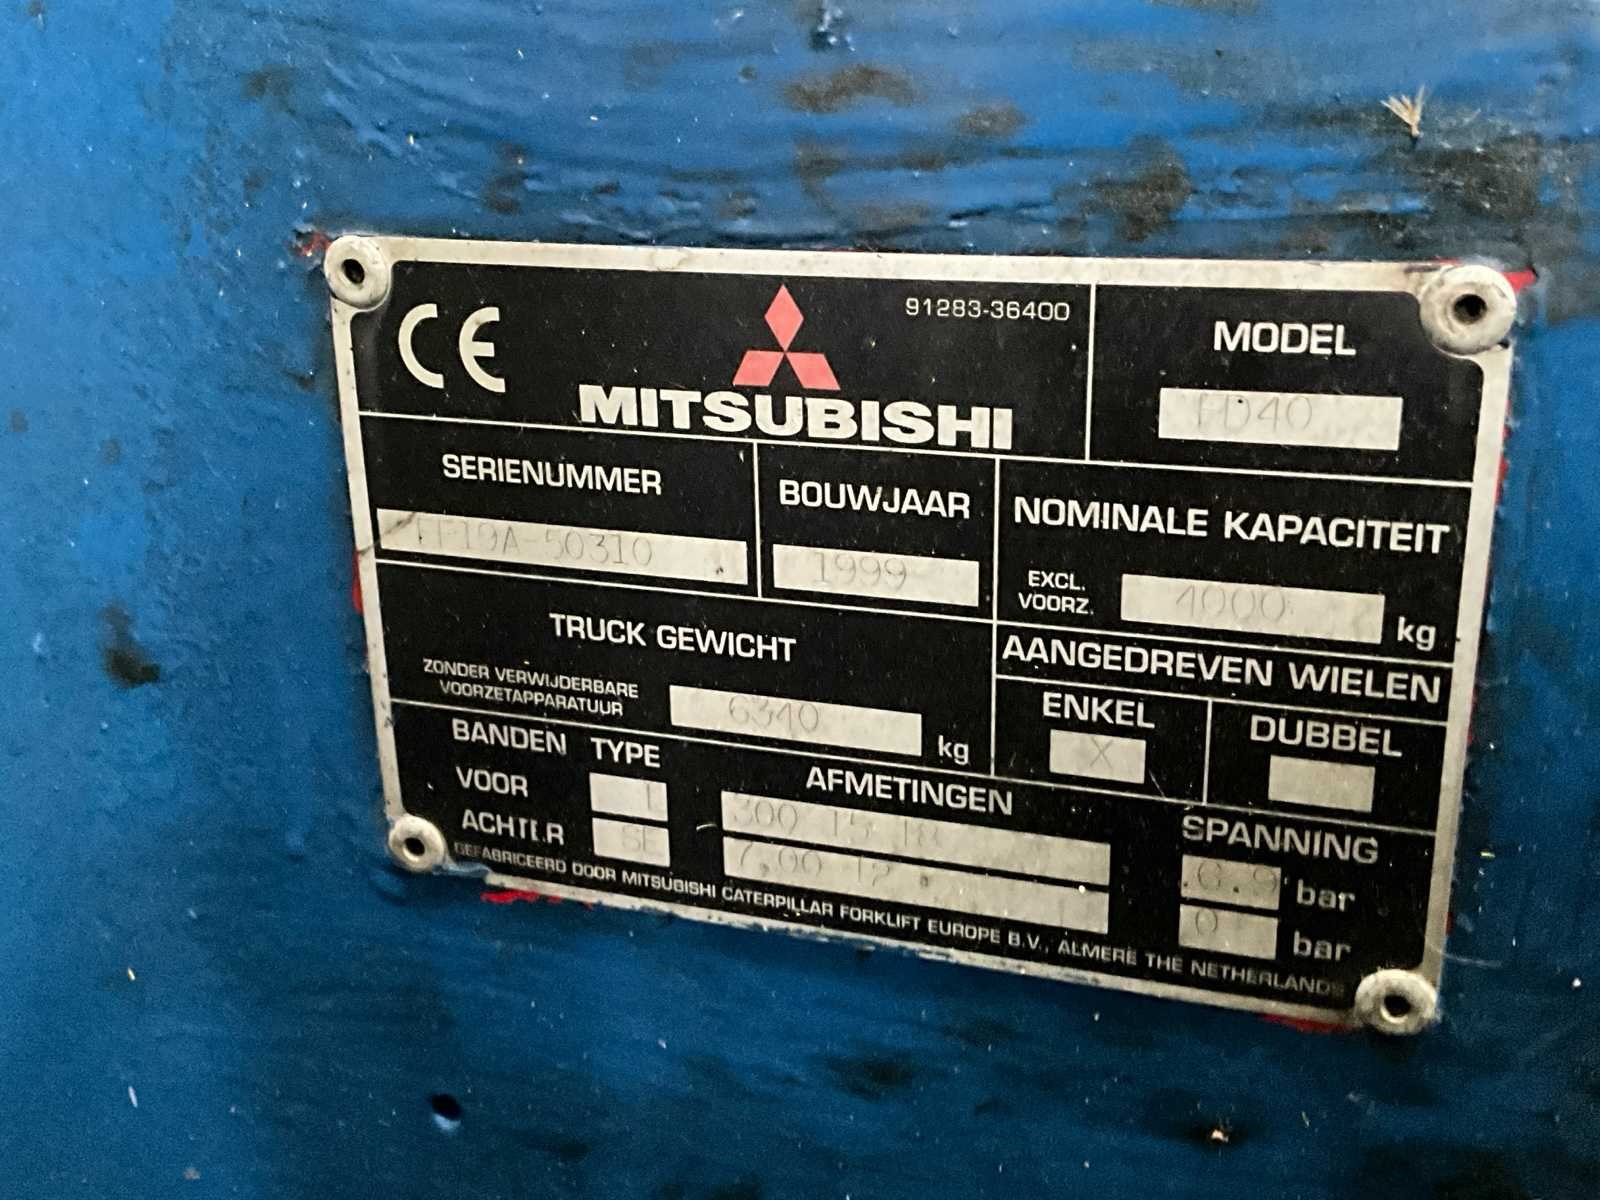 CE
91283-36400
MITSUBISHI
MODEL
FD40
SERIENUMMER
BOUWJAAR
1999
NOMINALE KAPACITEIT
EXCL.
VOORZ.
4000 kg
TRUCK GEWICHT
ZONDER VERWIJDERBARE
VOORZETAPPARATUUR
6340 kg
AANGEDREVEN WIELEN
ENKEL
X
DUBBEL
BANDEN TYPE
AFMETINGEN
SPANNING
VOOR
300 15 18
bar
ACHTER
SE
7.00 12
0 bar
GEFABRICEERD DOOR MITSUBISHI CATERPILLAR FORKLIFT EUROPE B.V., ALMERE THE NETHERLANDS